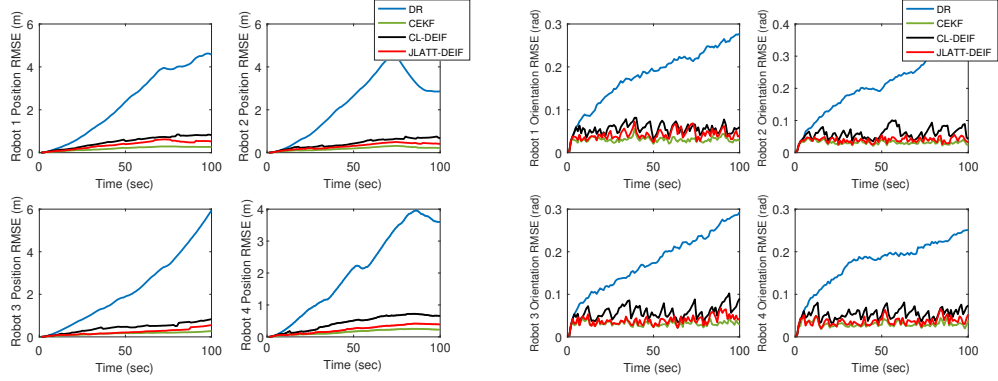 DR
CEKF
CL-DEIF
JLATT-DEIF
Robot 1 Position RMSE (m)
6
4
2
0
0 50 100
Time (sec)
Robot 2 Position RMSE (m)
6
4
2
0
0 50 100
Time (sec)
Robot 3 Position RMSE (m)
6
4
2
0
0 50 100
Time (sec)
Robot 4 Position RMSE (m)
4
3
2
1
0
0 50 100
Time (sec)
DR
CEKF
CL-DEIF
JLATT-DEIF
Robot 1 Orientation RMSE (rad)
0.3
0.2
0.1
0
0 50 100
Time (sec)
Robot 2 Orientation RMSE (rad)
0.4
0.3
0.2
0.1
0
0 50 100
Time (sec)
Robot 3 Orientation RMSE (rad)
0.3
0.2
0.1
0
0 50 100
Time (sec)
Robot 4 Orientation RMSE (rad)
0.3
0.2
0.1
0
0 50 100
Time (sec)